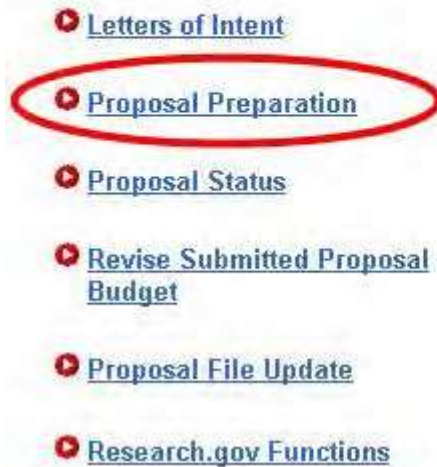 Letters of Intent
Proposal Preparation
Proposal Status
Revise Submitted Proposal
Budget
Proposal File Update
Research.gov Functions